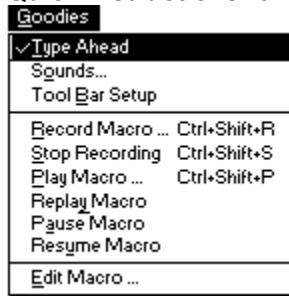 Goodies
✓Type Ahead
Sounds...
Tool Bar Setup
Record Macro ... Ctrl+Shift+R
Stop Recording Ctrl+Shift+S
Play Macro ... Ctrl+Shift+P
Replay Macro
Pause Macro
Resume Macro
Edit Macro ...